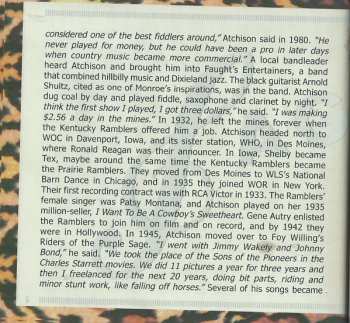 considered one of the best fiddlers around," Atchison said in 1980. "He
never played for money, but he could have been a pro in later days
when country music became more commercial." A local bandleader
heard Atchison and brought him into Faught's Entertainers, a band
that combined hillbilly music and Dixieland jazz. The black guitarist Arnold
Shultz, cited as one of Monroe's inspirations, was in the band. Atchison
dug coal by day and played fiddle, saxophone and clarinet by night. "I
think the first show I played, I got three dollars," he said. "I was making
$2.56 a day in the mines." In 1932, he left the mines forever when
the Kentucky Ramblers offered him a job. Atchison headed north to
WOC in Davenport, Iowa, and its sister station, WHO, in Des Moines,
where Ronald Reagan was their announcer. In Iowa, Shelby became
Tex, maybe around the same time the Kentucky Ramblers became
the Prairie Ramblers. They moved from Des Moines to WLS's National
Barn Dance in Chicago, and in 1935 they joined WOR in New York.
Their first recording contract was with RCA Victor in 1933. The Ramblers'
female singer was Patsy Montana, and Atchison played on her 1935
million-seller, I Want To Be A Cowboy's Sweetheart. Gene Autry enlisted
the Ramblers to join him on film and on record, and by 1942 they
were in Hollywood. In 1945, Atchison moved over to Foy Willing's
Riders of the Purple Sage. "I went with Jimmy Wakely and Johnny
Bond," he said. "We took the place of the Sons of the Pioneers in the
Charles Starrett movies. We did 11 pictures a year for three years and
then I freelanced for the next 20 years, doing bit parts, riding and
minor stunt work, like falling off horses." Several of his songs became